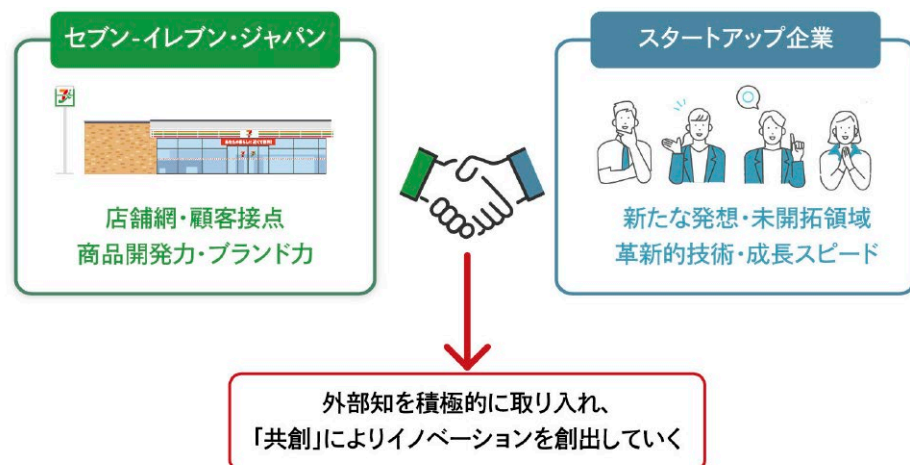 セブン-イレブン・ジャパン
店舗網・顧客接点
商品開発力・ブランド力
スタートアップ企業
新たな発想・未開拓領域
革新的技術・成長スピード
外部知を積極的に取り入れ、
「共創」によりイノベーションを創出していく